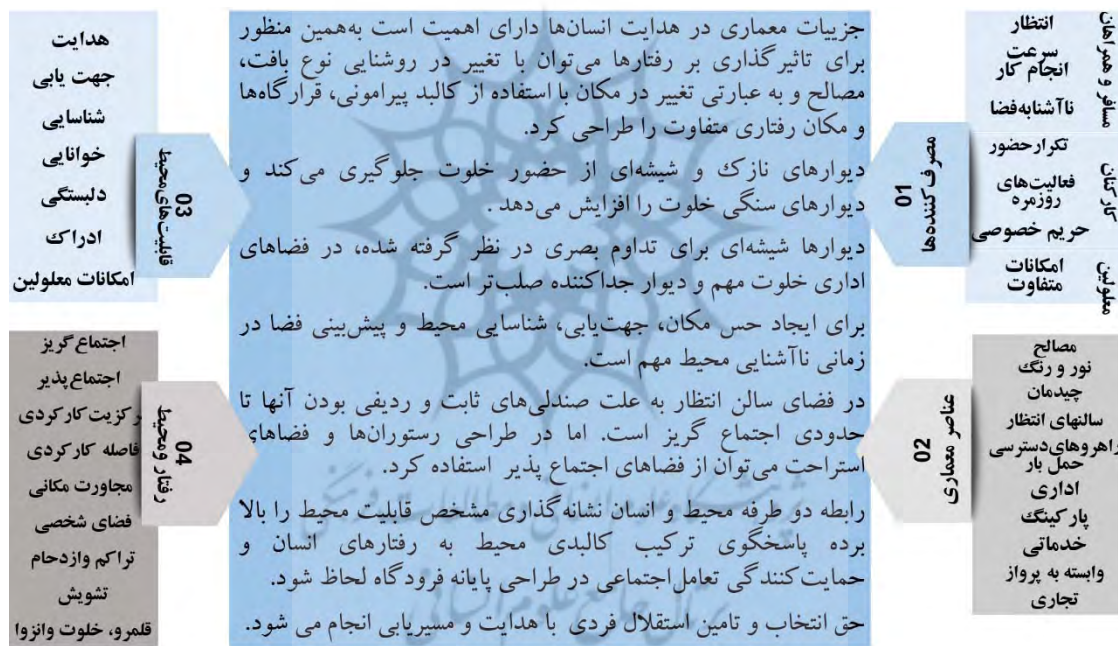 مسافر و همراهان
انتظار
سرعت
انجام کار
ناآشنابه‌فضا
کارکنان
تکرارحضور
فعالیت‌های
روزمره
حریم خصوصی
معلولین
امکانات
متفاوت
مصرف‌کننده‌ها
01
مصالح
نور و رنگ
چیدمان
سالنهای انتظار
راهروهای‌دسترسی
حمل بار
اداری
پارکینگ
خدماتی
وابسته به پرواز
تجاری
عناصر معماری
02
جزییات معماری در هدایت انسان‌ها دارای اهمیت است به‌همین منظور
برای تاثیرگذاری بر رفتارها می‌توان با تغییر در روشنایی نوع بافت،
مصالح و به عبارتی تغییر در مکان با استفاده از کالبد پیرامونی، قرارگاه‌ها
و مکان رفتاری متفاوت را طراحی کرد.
دیوارهای نازک و شیشه‌ای از حضور خلوت جلوگیری می‌کند و
دیوارهای سنگی خلوت را افزایش می‌دهد .
دیوارها شیشه‌ای برای تداوم بصری در نظر گرفته شده، در فضاهای
اداری خلوت مهم و دیوار جداکننده صلب‌تر است.
برای ایجاد حس مکان، جهت‌یابی، شناسایی محیط و پیش‌بینی فضا در
زمانی ناآشنایی محیط مهم است.
در فضای سالن انتظار به علت صندلی‌های ثابت و ردیفی بودن آنها تا
حدودی اجتماع گریز است. اما در طراحی رستوران‌ها و فضاهای
استراحت می‌توان از فضاهای اجتماع پذیر استفاده کرد.
رابطه دو طرفه محیط و انسان نشانه‌گذاری مشخص قابلیت محیط را بالا
برده پاسخگوی ترکیب کالبدی محیط به رفتارهای انسان و
حمایت‌کنندگی تعامل‌اجتماعی در طراحی پایانه فرودگاه لحاظ شود.
حق انتخاب و تامین استقلال فردی با هدایت و مسیریابی انجام می شود.
پژوهشگاه علوم انسانی و مطالعات فرهنگی
پرتال جامع علوم انسانی
هدایت
جهت یابی
شناسایی
خوانایی
دلبستگی
ادراک
امکانات معلولین
03
قابلیت‌های‌محیط
اجتماع‌گریز
اجتماع‌پذیر
مرکزیت‌کارکردی
فاصله کارکردی
مجاورت مکانی
فضای شخصی
تراکم وازدحام
تشویش
قلمرو، خلوت وانزوا
04
رفتار ومحیط